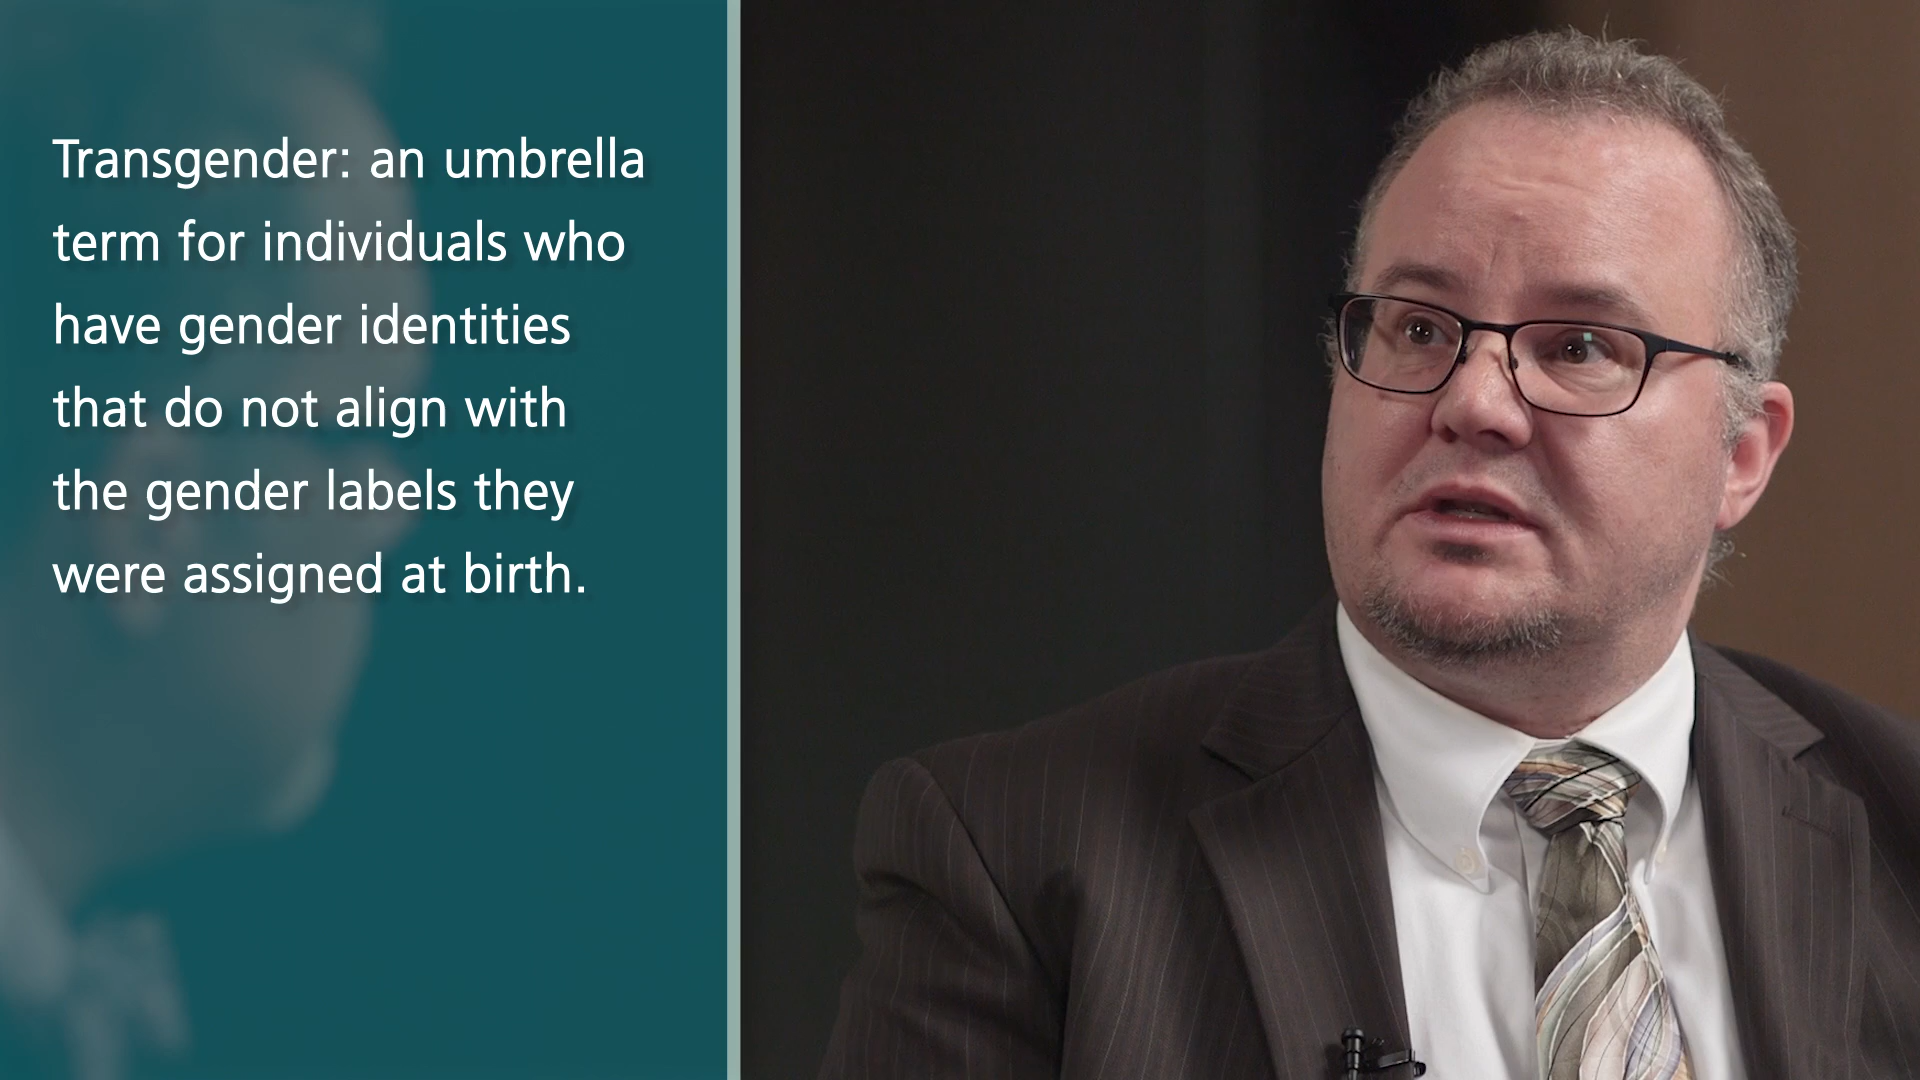 Transgender: an umbrella
term for individuals who
have gender identities
that do not align with
the gender labels they
were assigned at birth.